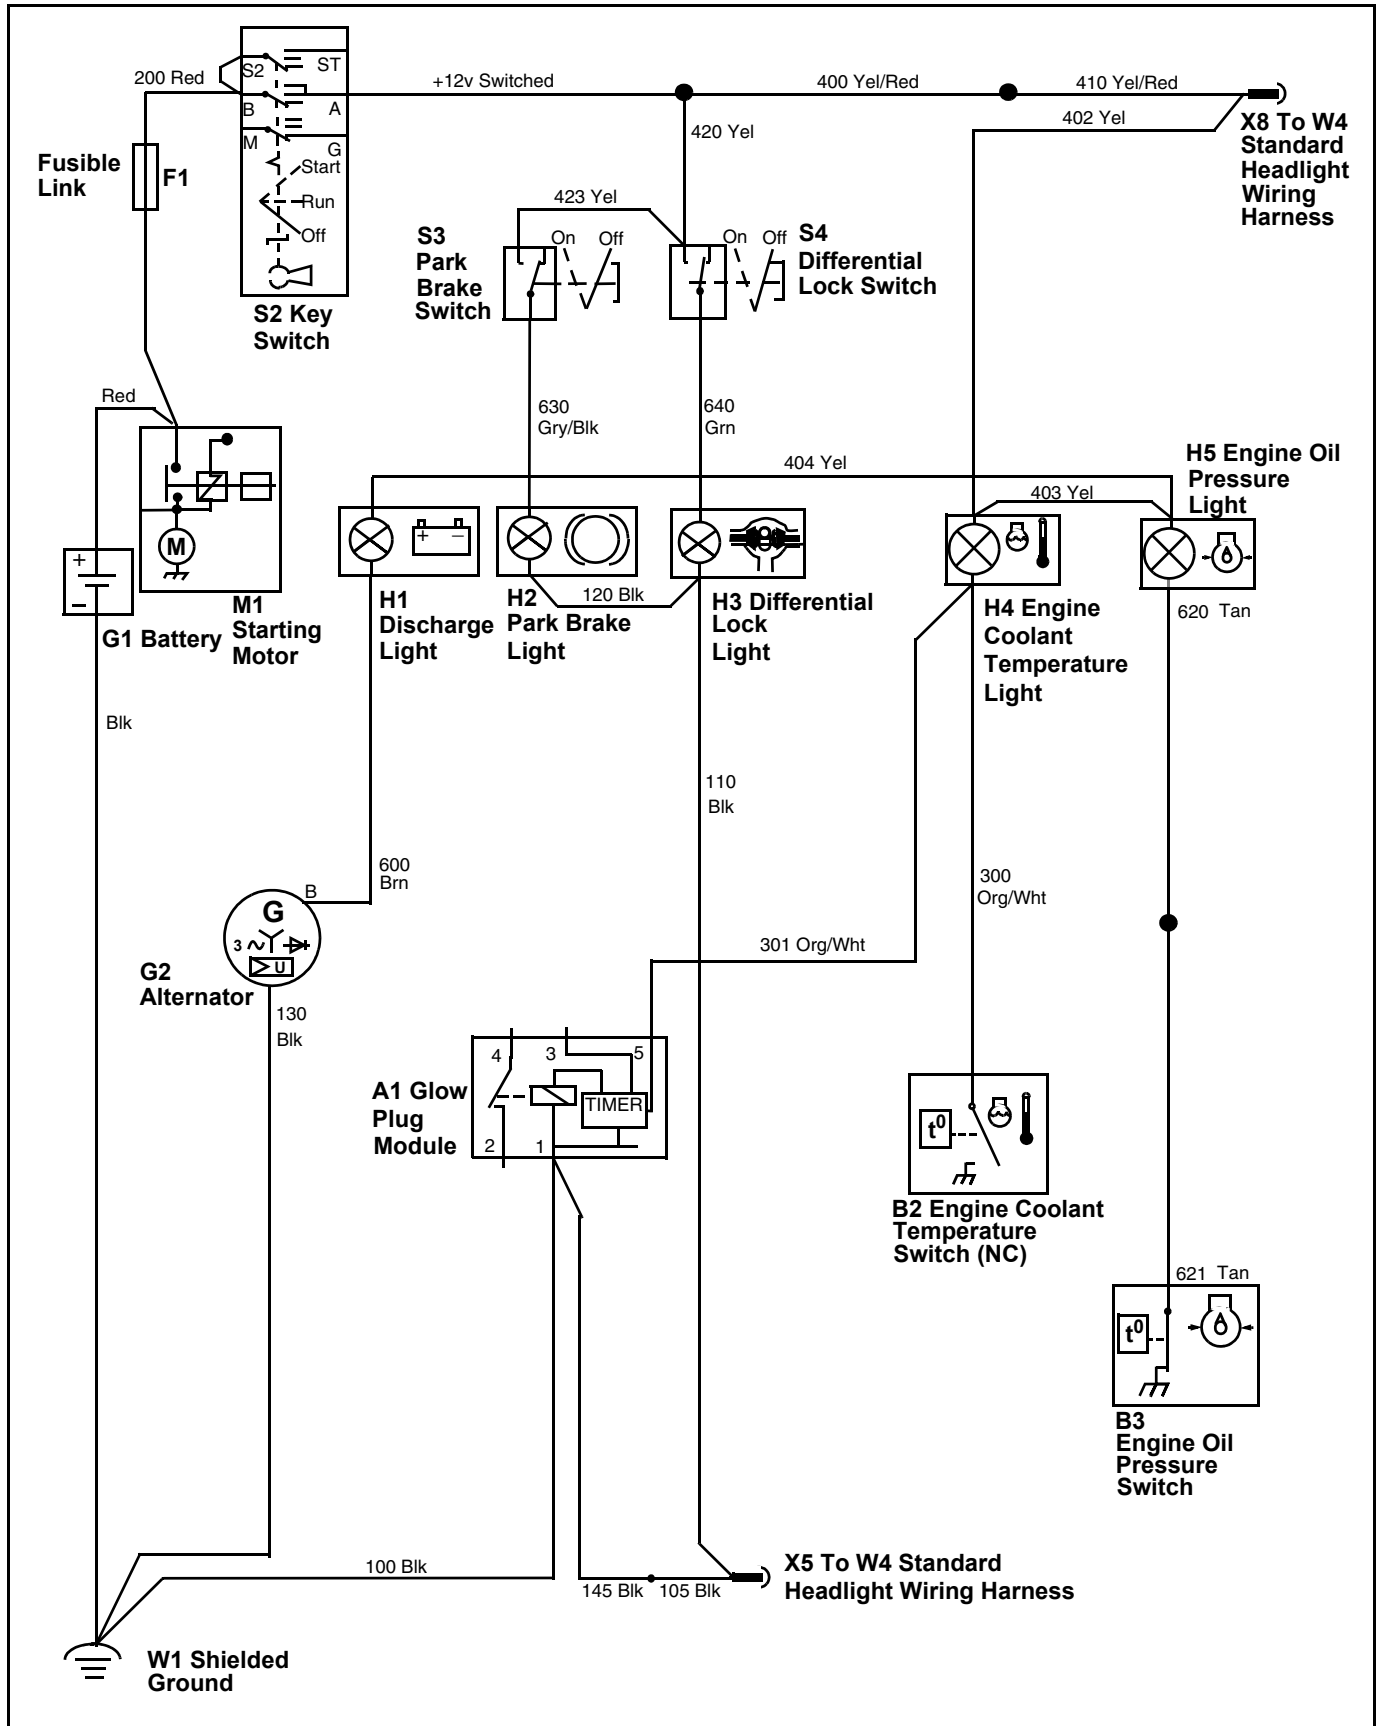 200 Red
S2
ST
B
A
M
G
Start
Run
Off
+12v Switched
400 Yel/Red
410 Yel/Red
402 Yel
420 Yel
X8 To W4
Standard
Headlight
Wiring
Harness
Fusible
Link
F1
S2 Key
Switch
423 Yel
S3
Park
Brake
Switch
On
Off
On
Off
S4
Differential
Lock Switch
Red
630
Gry/Blk
640
Grn
404 Yel
403 Yel
H5 Engine Oil
Pressure
Light
M
+
–
+
–
G1 Battery
M1
Starting
Motor
H1
Discharge
Light
H2
Park Brake
Light
120 Blk
H3 Differential
Lock
Light
H4 Engine
Coolant
Temperature
Light
620 Tan
Blk
110
Blk
600
Brn
300
Org/Wht
301 Org/Wht
B
G
3
U
G2
Alternator
130
Blk
A1 Glow
Plug
Module
4
3
5
TIMER
2
1
t⁰
B2 Engine Coolant
Temperature
Switch (NC)
621 Tan
t⁰
B3
Engine Oil
Pressure
Switch
100 Blk
145 Blk
105 Blk
X5 To W4 Standard
Headlight Wiring Harness
W1 Shielded
Ground